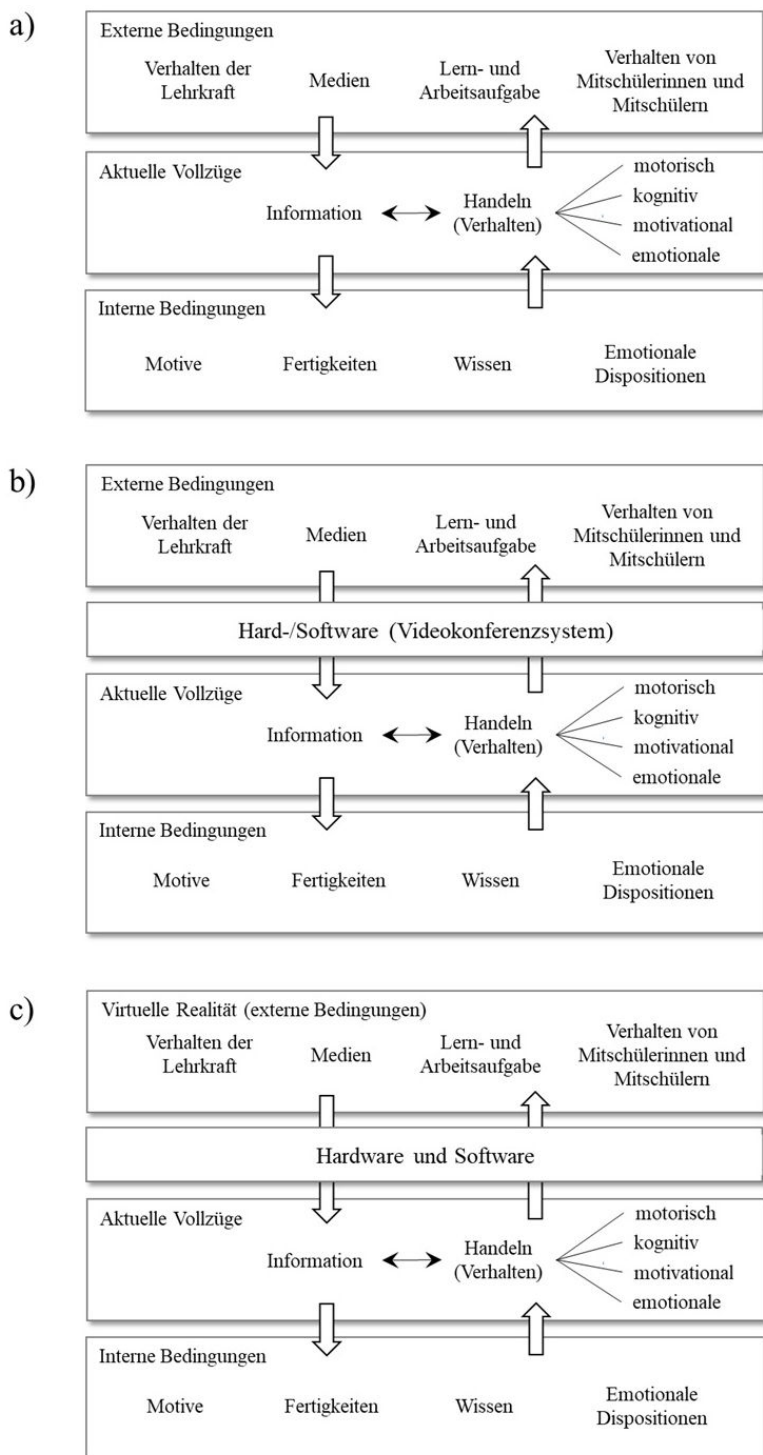 a)
Externe Bedingungen
Verhalten der
Lehrkraft
Medien
Lern- und
Arbeitsaufgabe
Verhalten von
Mitschülerinnen und
Mitschülern
Aktuelle Vollzüge
Information
Handeln
(Verhalten)
motorisch
kognitiv
motivational
emotionale
Interne Bedingungen
Motive
Fertigkeiten
Wissen
Emotionale
Dispositionen
b)
Externe Bedingungen
Verhalten der
Lehrkraft
Medien
Lern- und
Arbeitsaufgabe
Verhalten von
Mitschülerinnen und
Mitschülern
Hard-/Software (Videokonferenzsystem)
Aktuelle Vollzüge
Information
Handeln
(Verhalten)
motorisch
kognitiv
motivational
emotionale
Interne Bedingungen
Motive
Fertigkeiten
Wissen
Emotionale
Dispositionen
c)
Virtuelle Realität (externe Bedingungen)
Verhalten der
Lehrkraft
Medien
Lern- und
Arbeitsaufgabe
Verhalten von
Mitschülerinnen und
Mitschülern
Hardware und Software
Aktuelle Vollzüge
Information
Handeln
(Verhalten)
motorisch
kognitiv
motivational
emotionale
Interne Bedingungen
Motive
Fertigkeiten
Wissen
Emotionale
Dispositionen